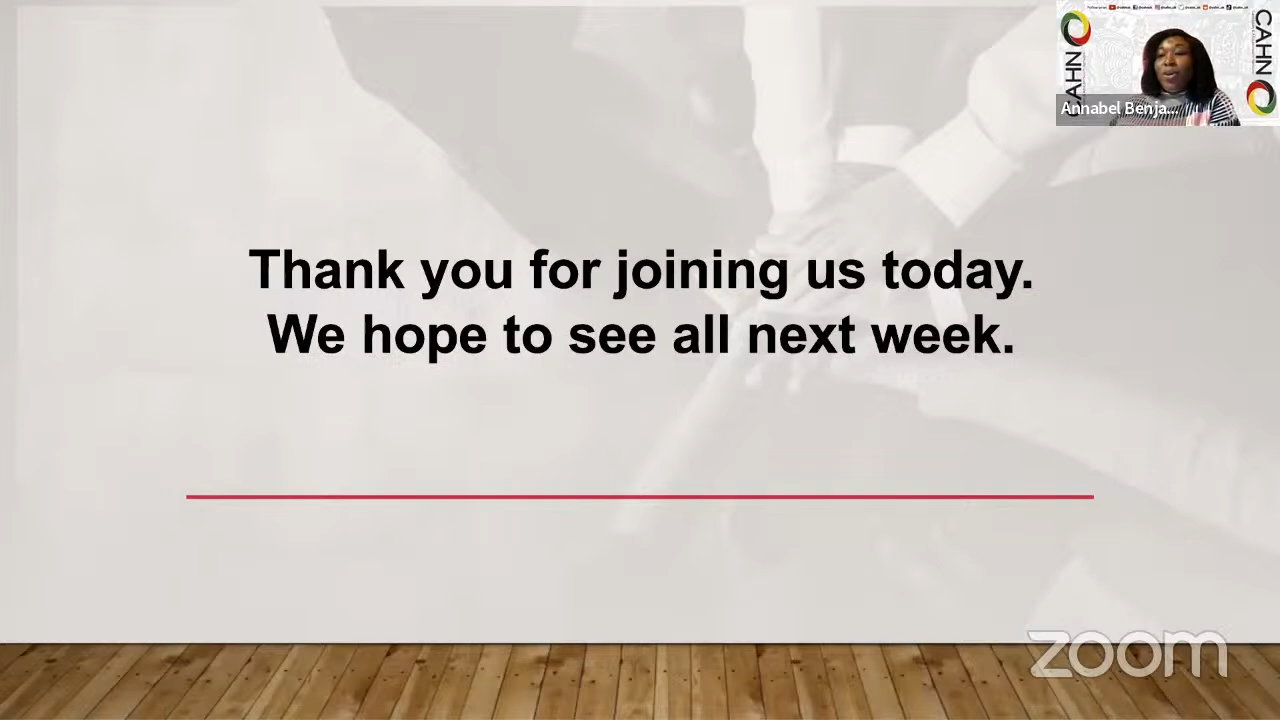 CAHN
CAHN
Annabel Benja...
Thank you for joining us today.
We hope to see all next week.
zoom